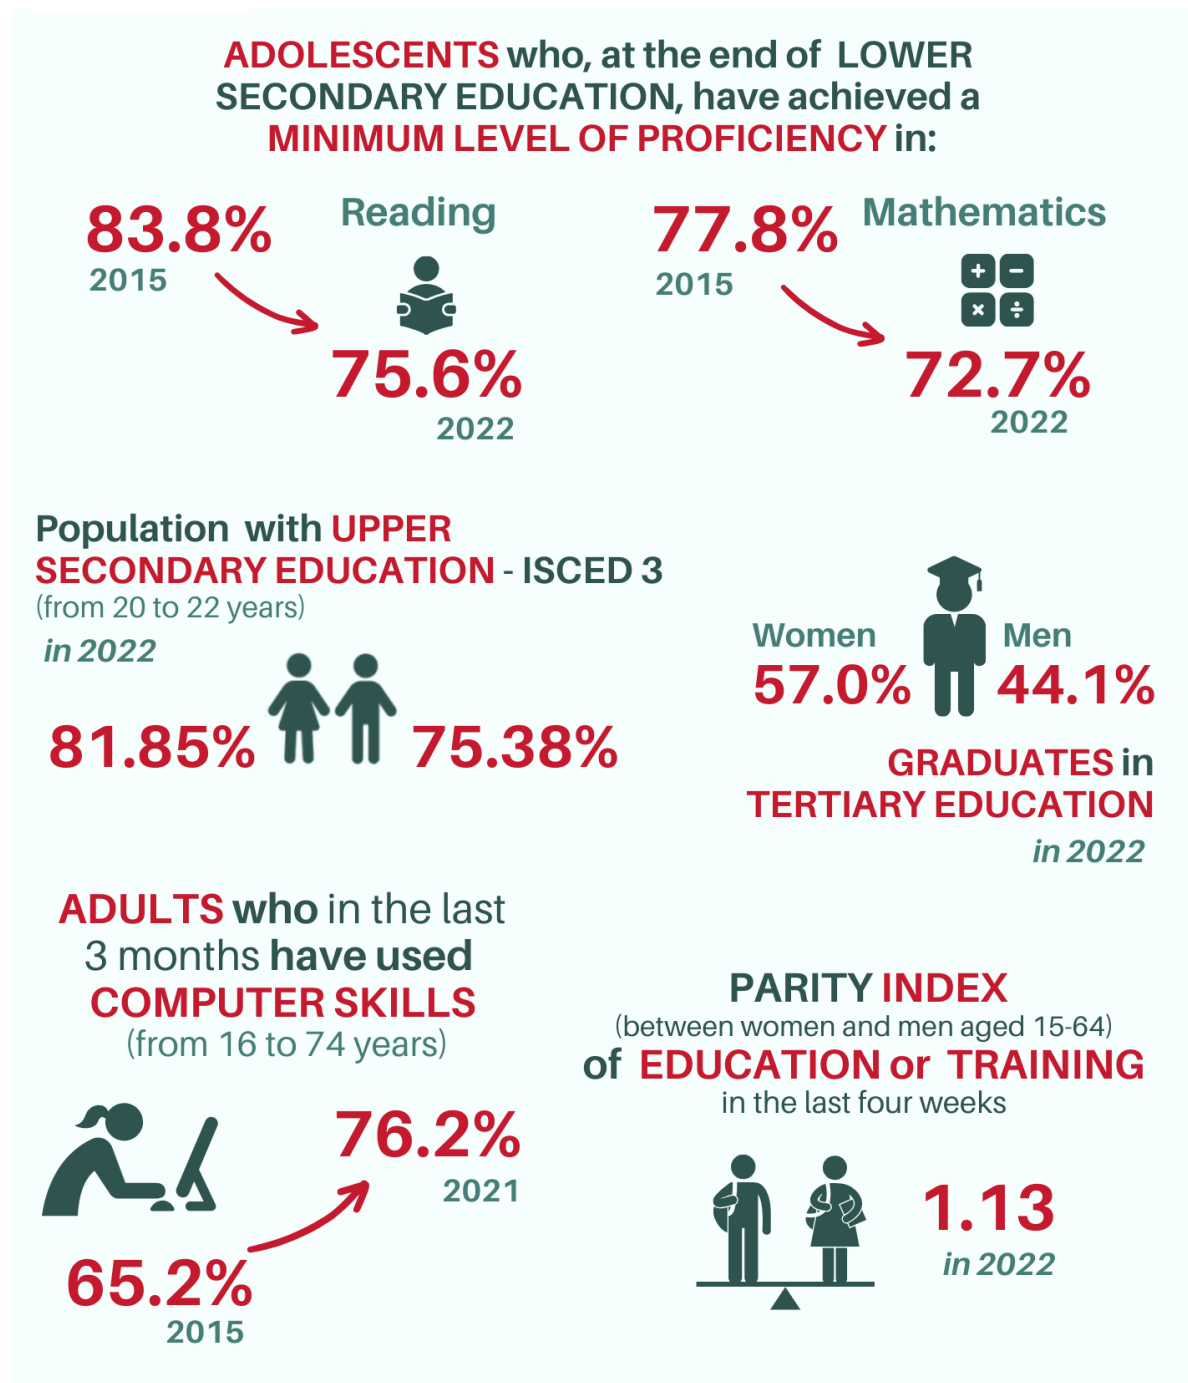 ADOLESCENTS who, at the end of LOWER
SECONDARY EDUCATION, have achieved a
MINIMUM LEVEL OF PROFICIENCY in:
83.8%
2015
Reading
75.6%
2022
77.8%
2015
Mathematics
+ −
× ÷
72.7%
2022
Population with UPPER
SECONDARY EDUCATION - ISCED 3
(from 20 to 22 years)
in 2022
81.85%
75.38%
Women
57.0%
Men
44.1%
GRADUATES in
TERTIARY EDUCATION
in 2022
ADULTS who in the last
3 months have used
COMPUTER SKILLS
(from 16 to 74 years)
76.2%
2021
65.2%
2015
PARITY INDEX
(between women and men aged 15-64)
of EDUCATION or TRAINING
in the last four weeks
1.13
in 2022